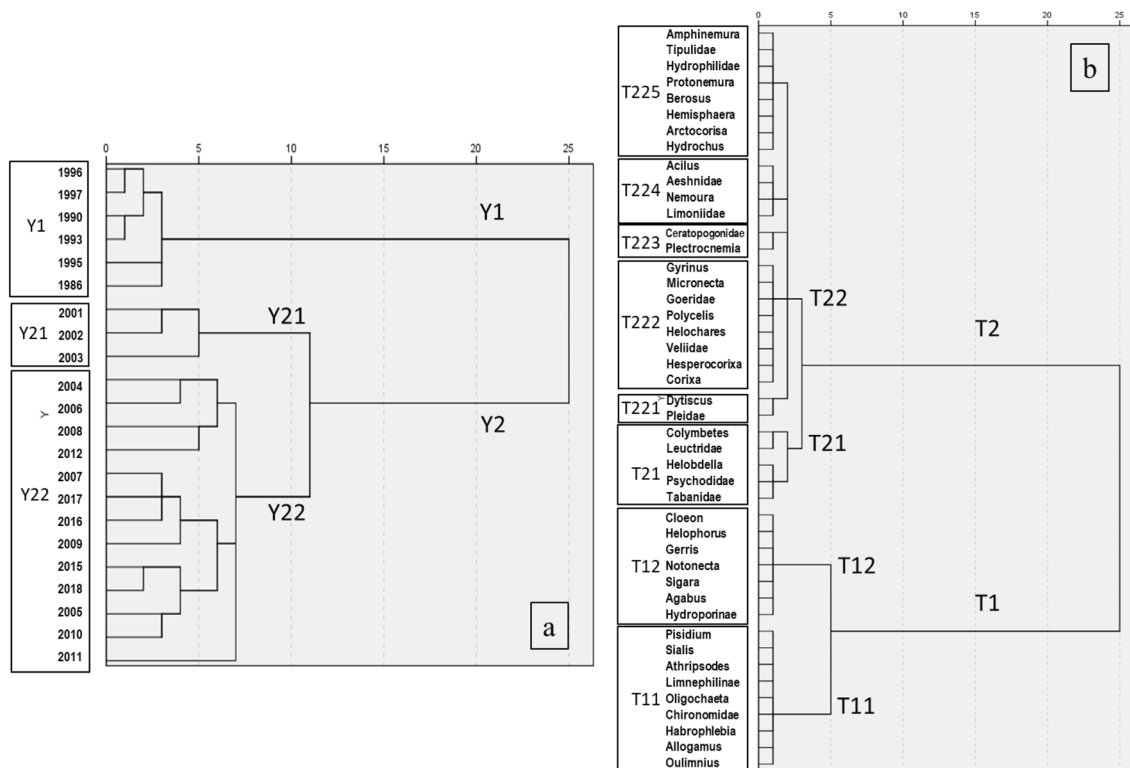 0 5 10 15 20 25
Y1
1996
1997
1990
1993
1995
1986
Y1
Y21
2001
2002
2003
Y21
Y22
2004
2006
2008
2012
2007
2017
2016
2009
2015
2018
2005
2010
2011
Y
Y2
Y22
a
0 5 10 15 20 25
b
T225
Amphinemura
Tipulidae
Hydrophilidae
Protonemura
Berosus
Hemisphaera
Arctocorisa
Hydrochus
T224
Acilus
Aeshnidae
Nemoura
Limoniidae
T223
Ceratopogonidae
Plectrocnemia
T222
Gyrinus
Micronecta
Goeridae
Polycelis
Helochares
Veliidae
Hesperocorixa
Corixa
T22
T2
T221
Y
Dytiscus
Pleidae
T21
Colymbetes
Leuctridae
Helobdella
Psychodidae
Tabanidae
T21
T12
Cloeon
Helophorus
Gerris
Notonecta
Sigara
Agabus
Hydroporinae
T12
T1
T11
Pisidium
Sialis
Athripsodes
Limnephilinae
Oligochaeta
Chironomidae
Habrophlebia
Allogamus
Oulimnius
T11